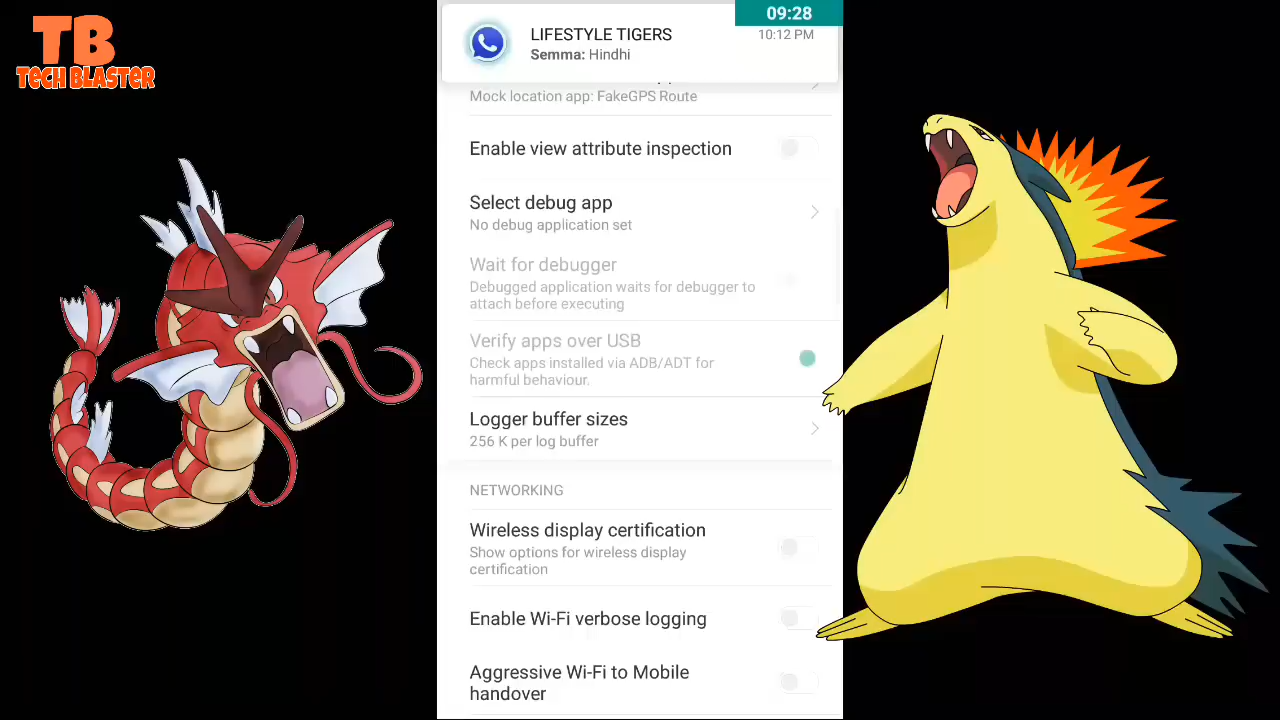 TB
TECH BLASTER
09:28
LIFESTYLE TIGERS
10:12 PM
Semma: Hindhi
Mock location app: FakeGPS Route
Enable view attribute inspection
Select debug app
No debug application set
Wait for debugger
Debugged application waits for debugger to
attach before executing
Verify apps over USB
Check apps installed via ADB/ADT for
harmful behaviour.
Logger buffer sizes
256 K per log buffer
NETWORKING
Wireless display certification
Show options for wireless display
certification
Enable Wi-Fi verbose logging
Aggressive Wi-Fi to Mobile
handover